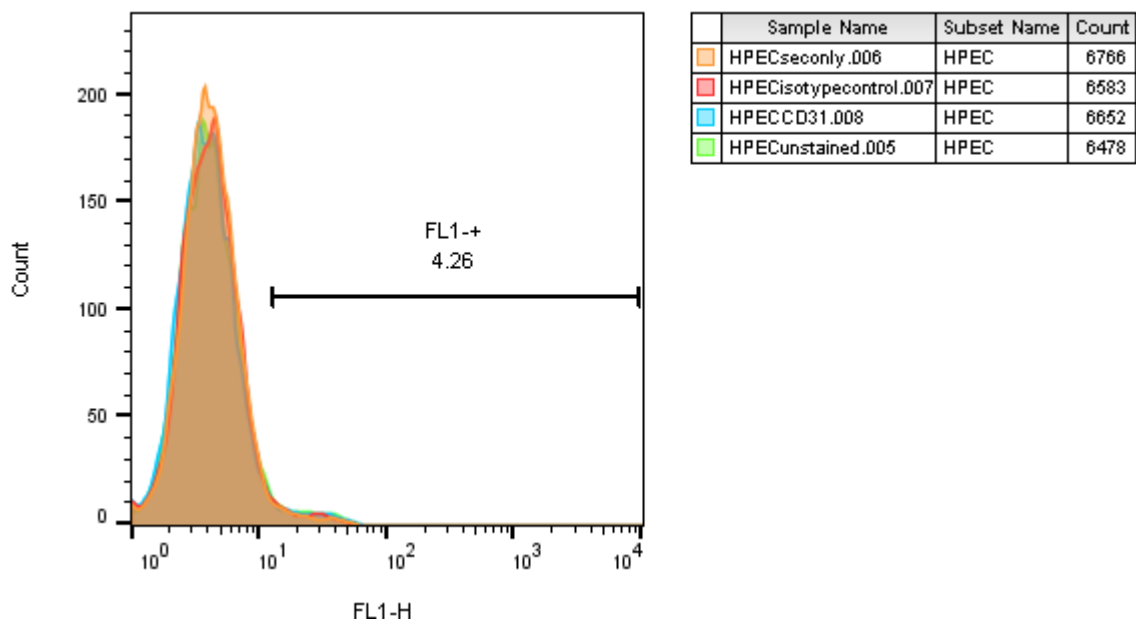 200
150
100
50
0
Count
FL1-+
4.26
10^0 10^1 10^2 10^3 10^4
FL1-H
Sample Name Subset Name Count
HPECseconly.006 HPEC 6766
HPECisotypecontrol.007 HPEC 6583
HPECCD31.008 HPEC 6652
HPECunstained.005 HPEC 6478